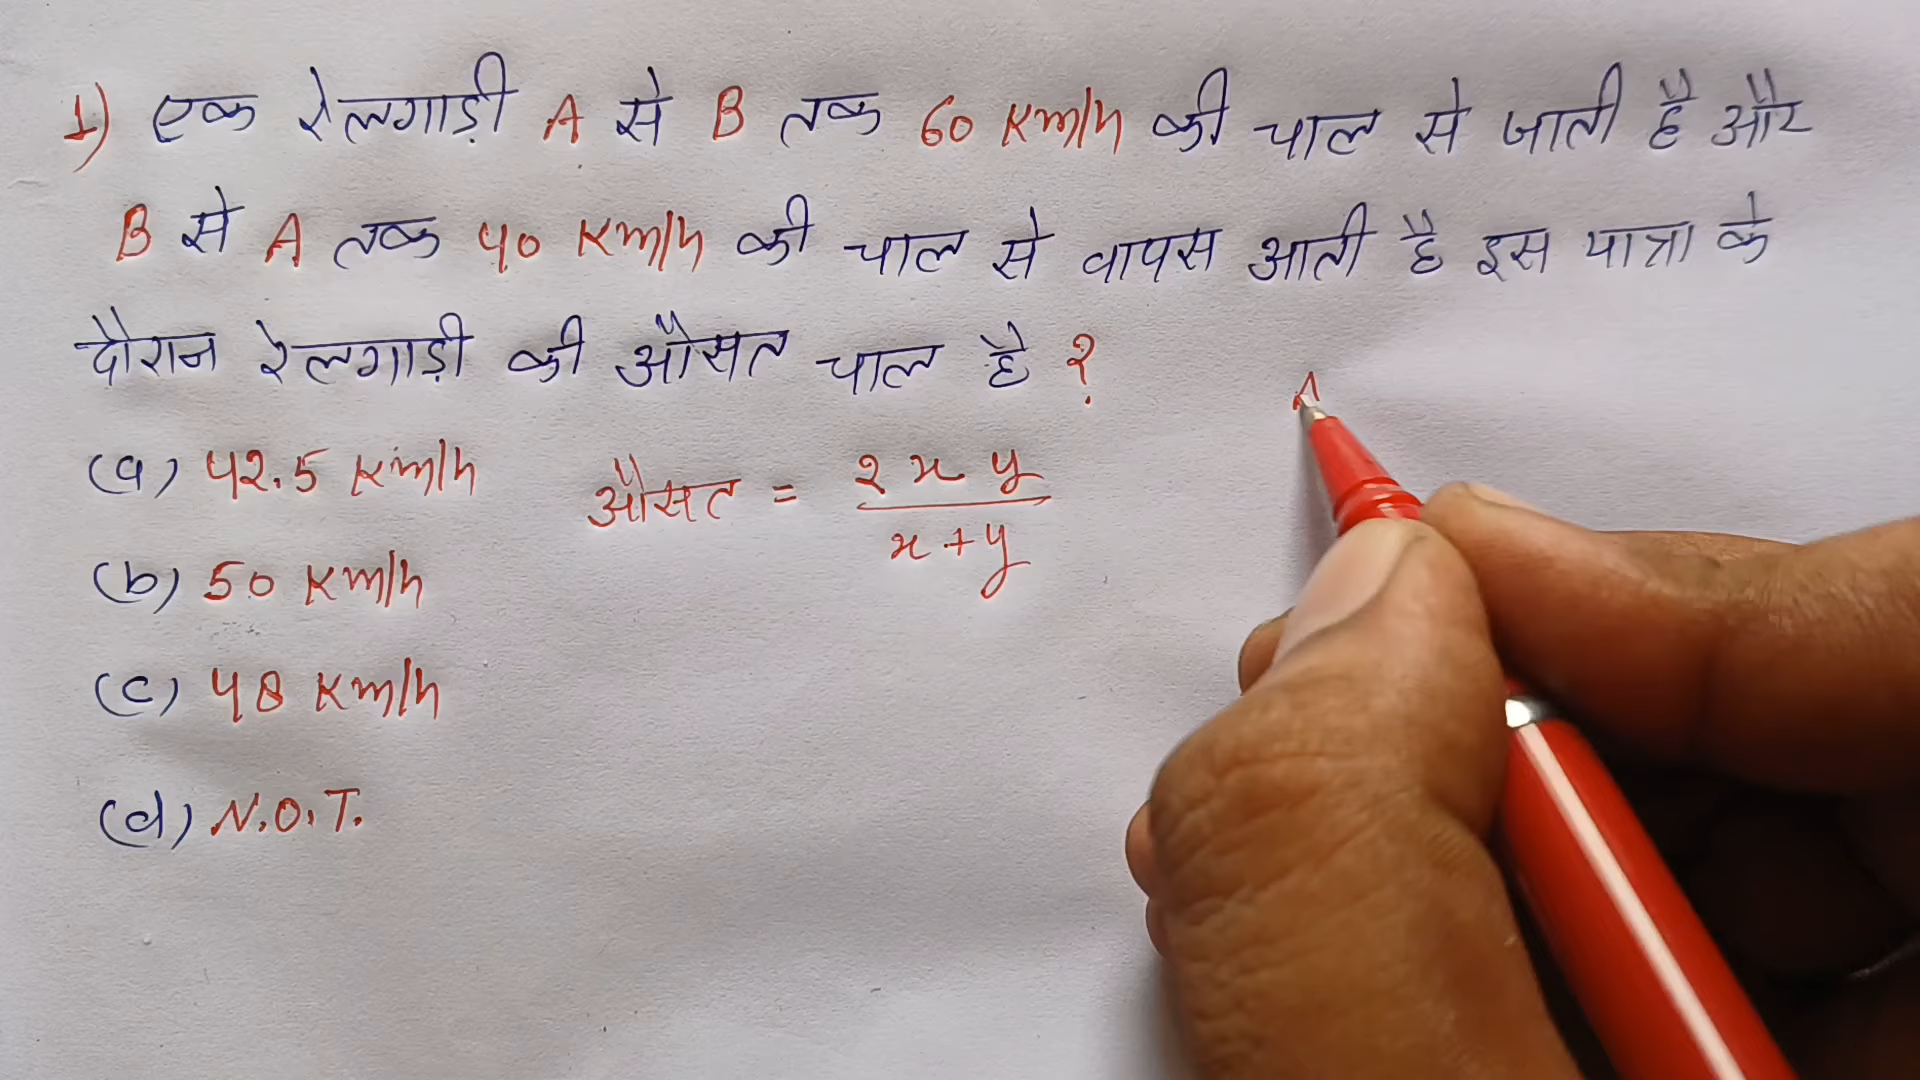 1) एक रेलगाड़ी A से B तक 60 Km/h की चाल से जाती है और
B से A तक 40 Km/h की चाल से वापस आती है इस यात्रा के
दौरान रेलगाड़ी की औसत चाल है ?
(a) 42.5 Km/h
औसत = 2xy / x+y
(b) 50 Km/h
(c) 48 Km/h
(d) N.O.T.
A